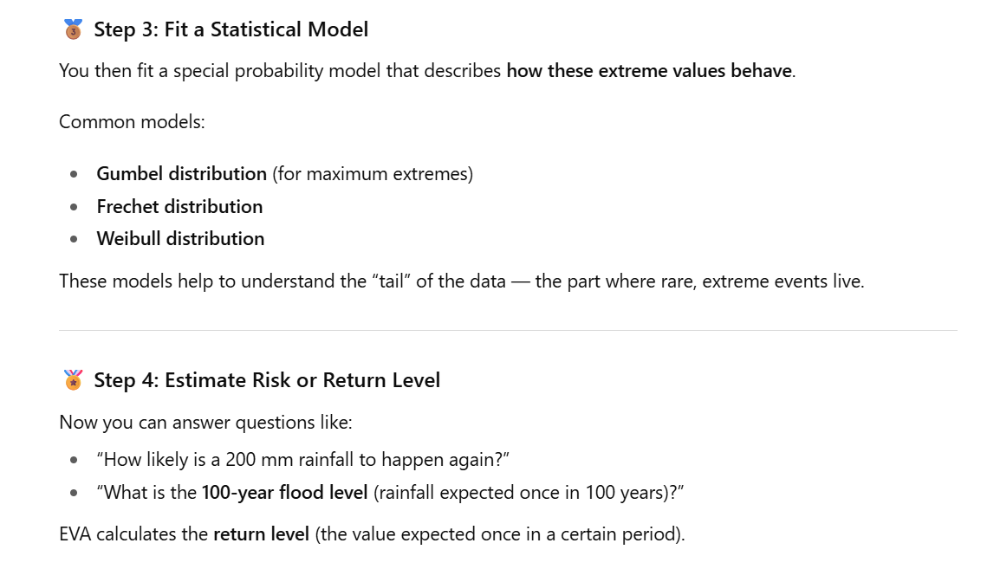 Step 3: Fit a Statistical Model
You then fit a special probability model that describes how these extreme values behave.
Common models:
Gumbel distribution (for maximum extremes)
Frechet distribution
Weibull distribution
These models help to understand the “tail” of the data — the part where rare, extreme events live.
Step 4: Estimate Risk or Return Level
Now you can answer questions like:
“How likely is a 200 mm rainfall to happen again?”
“What is the 100-year flood level (rainfall expected once in 100 years)?”
EVA calculates the return level (the value expected once in a certain period).